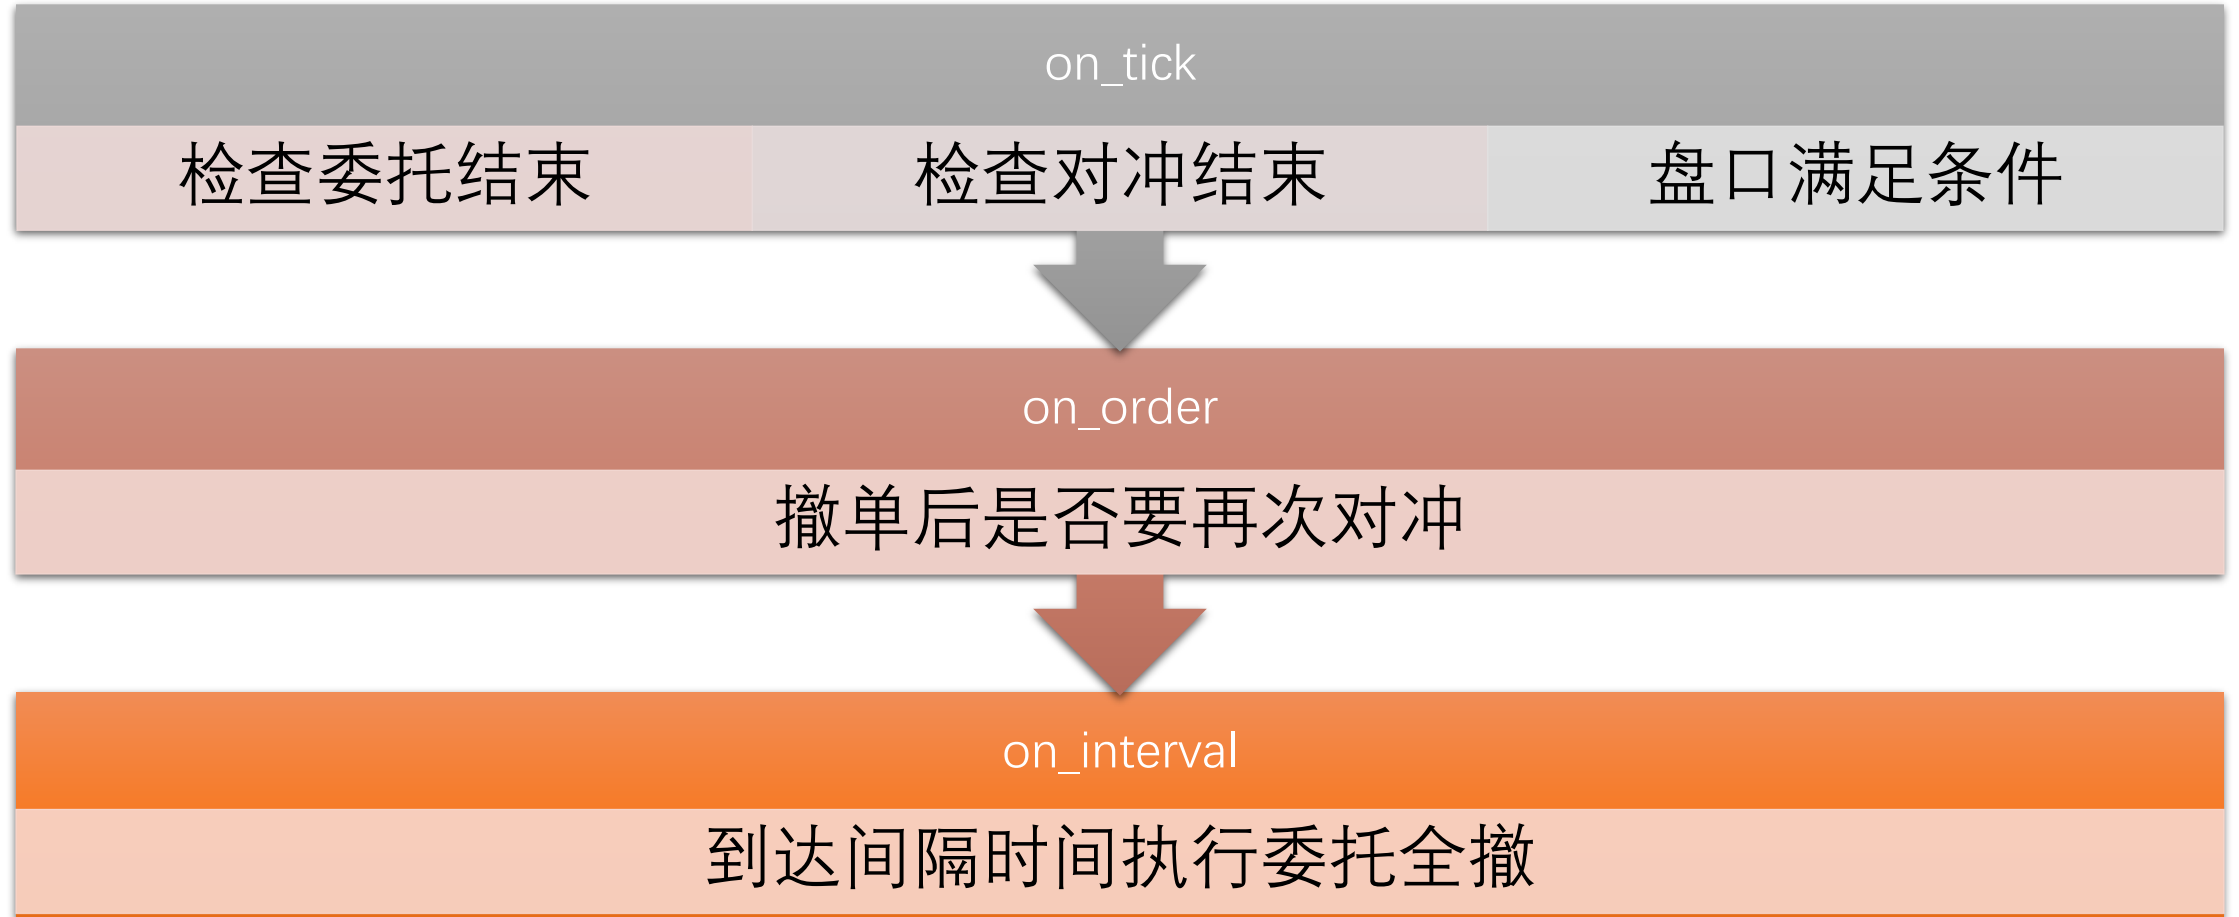 on_tick
检查委托结束 检查对冲结束 盘口满足条件
on_order
撤单后是否要再次对冲
on_interval
到达间隔时间执行委托全撤